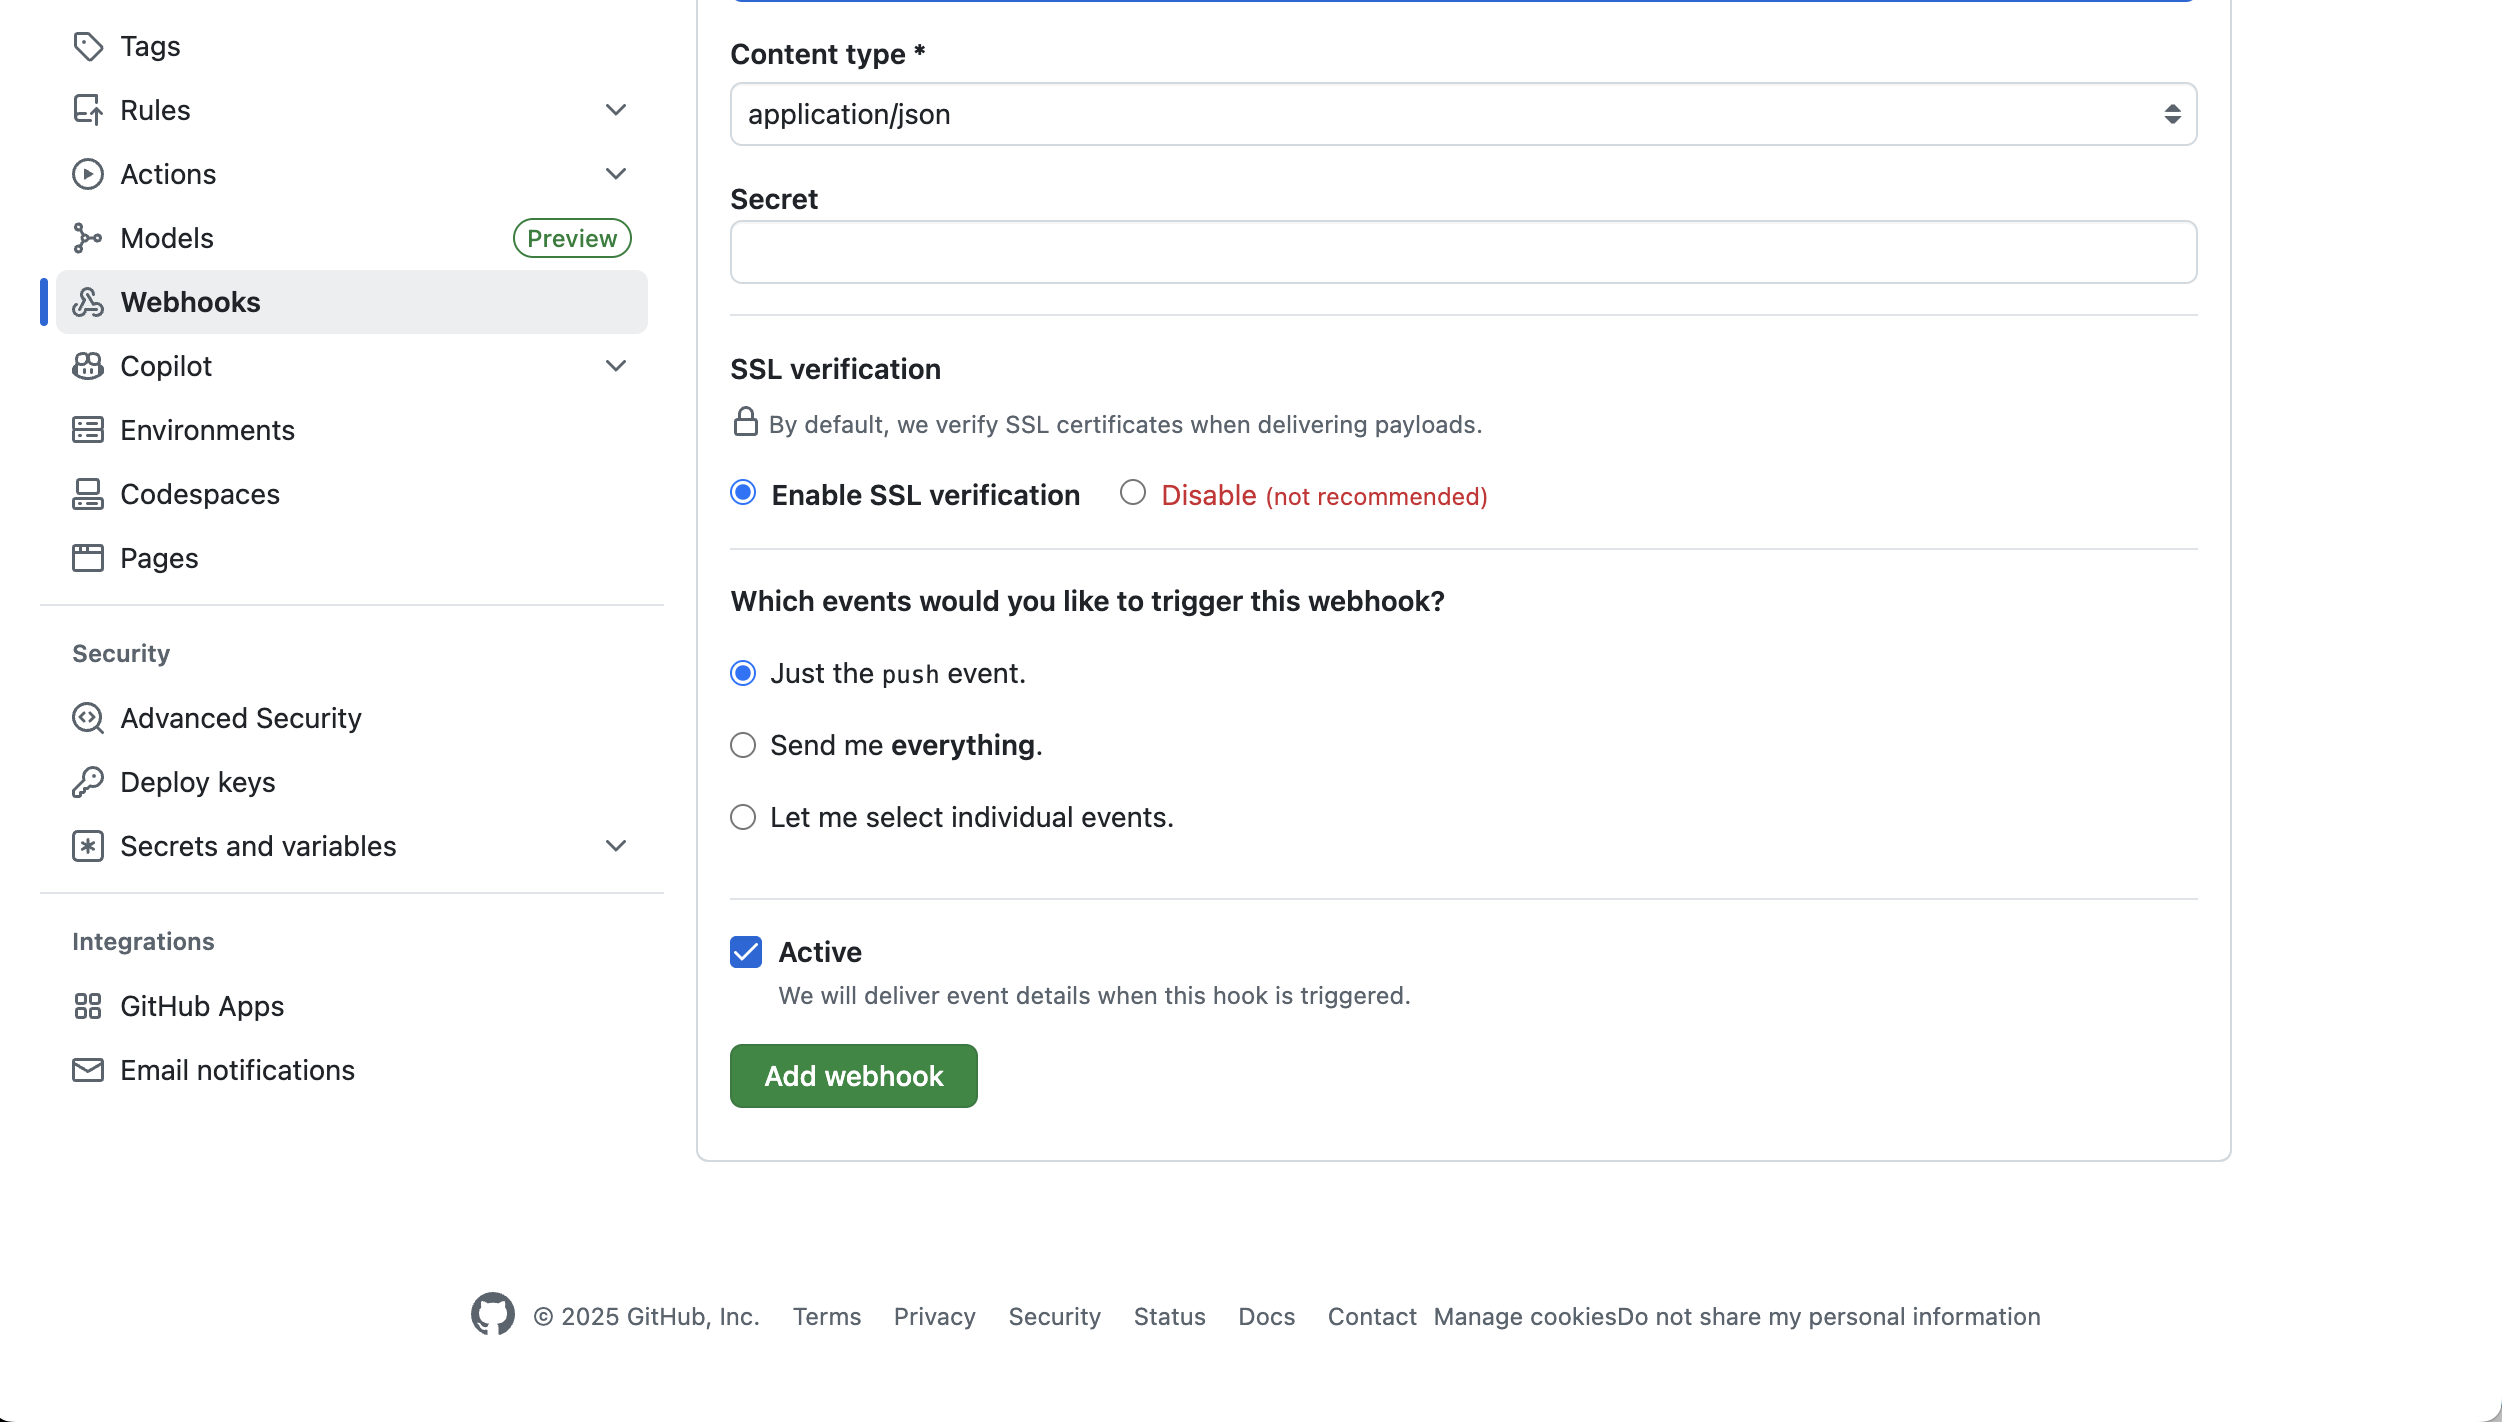 Tags
Rules
Actions
Models
Preview
Webhooks
Copilot
Environments
Codespaces
Pages
Security
Advanced Security
Deploy keys
Secrets and variables
Integrations
GitHub Apps
Email notifications
Content type *
application/json
Secret
SSL verification
By default, we verify SSL certificates when delivering payloads.
Enable SSL verification
Disable (not recommended)
Which events would you like to trigger this webhook?
Just the push event.
Send me everything.
Let me select individual events.
Active
We will deliver event details when this hook is triggered.
Add webhook
© 2025 GitHub, Inc. Terms Privacy Security Status Docs Contact Manage cookiesDo not share my personal information